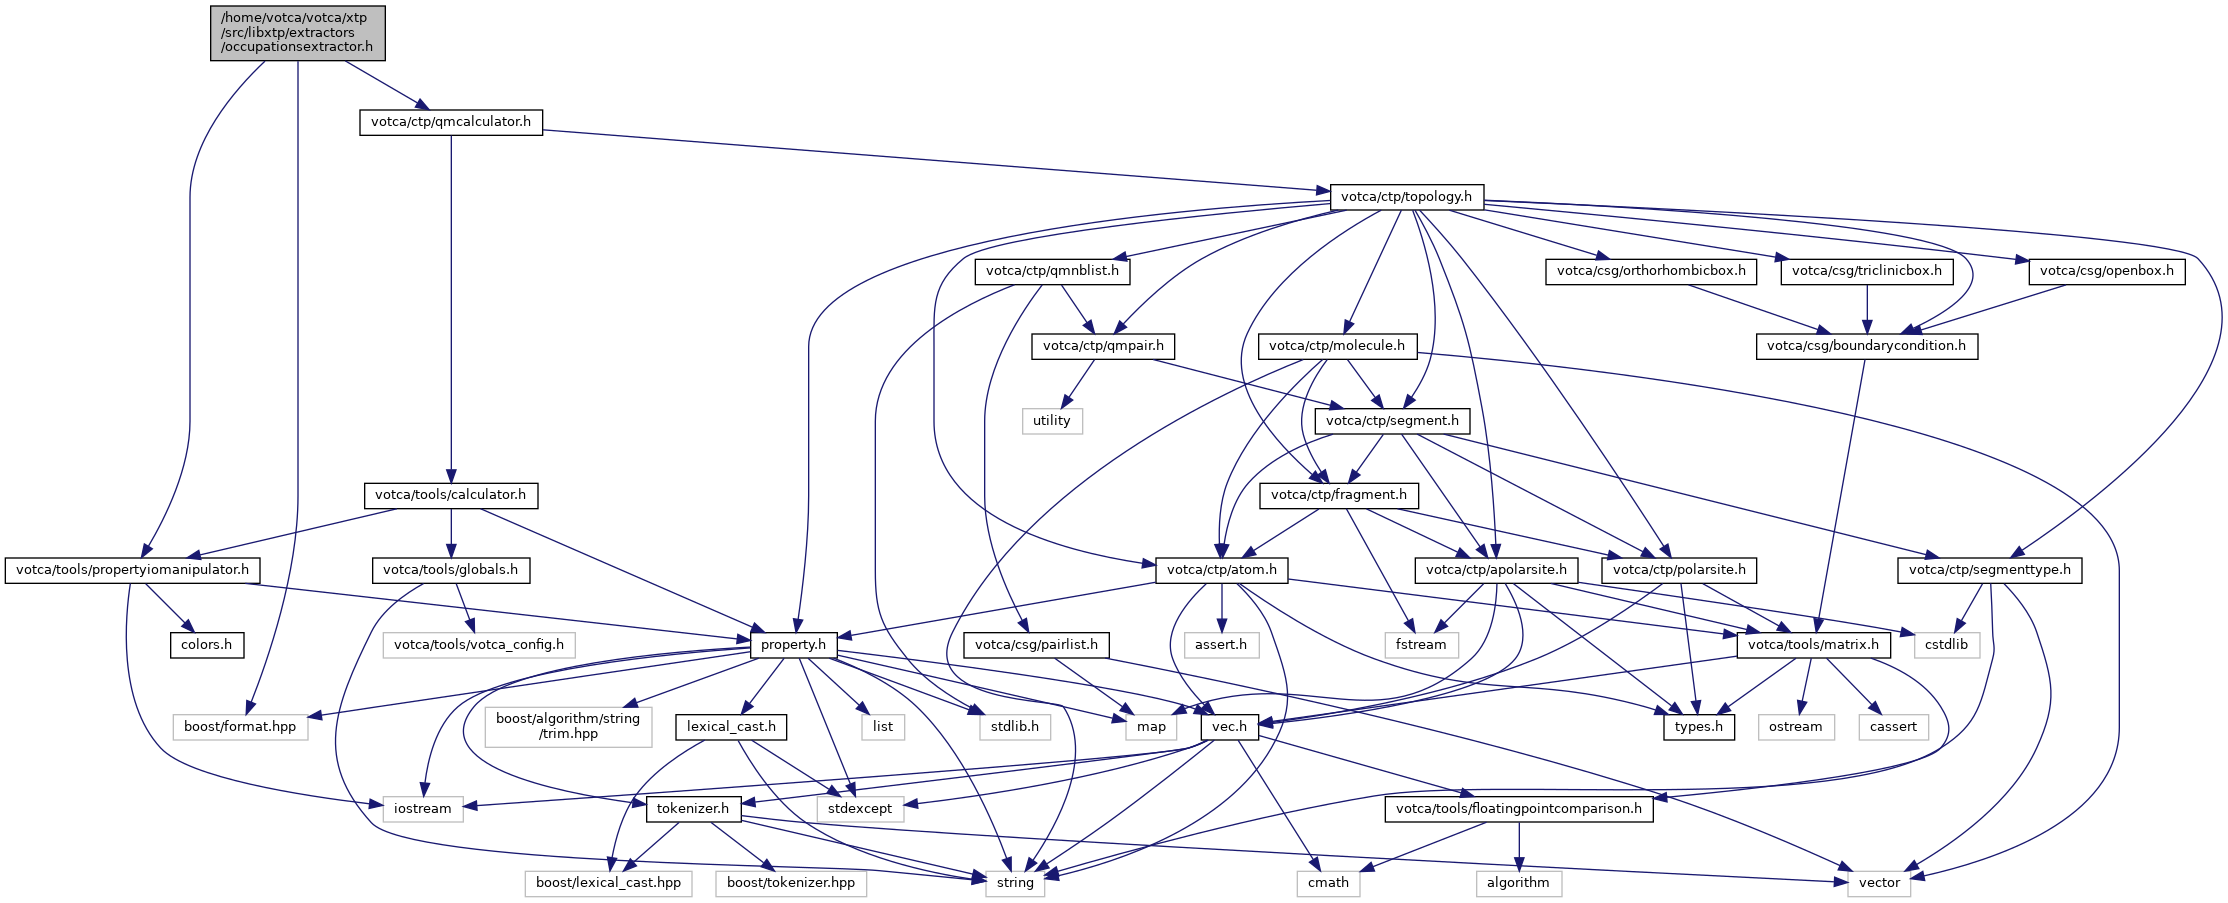 /home/votca/votca/xtp
/src/libxtp/extractors
/occupationsextractor.h
votca/ctp/qmcalculator.h
votca/ctp/topology.h
votca/ctp/qmnblist.h
votca/csg/orthorhombicbox.h
votca/csg/triclinicbox.h
votca/csg/openbox.h
votca/ctp/qmpair.h
votca/ctp/molecule.h
votca/csg/boundarycondition.h
utility
votca/ctp/segment.h
votca/tools/calculator.h
votca/ctp/fragment.h
votca/tools/propertyiomanipulator.h
votca/tools/globals.h
votca/ctp/atom.h
votca/ctp/apolarsite.h
votca/ctp/polarsite.h
votca/ctp/segmenttype.h
colors.h
votca/tools/votca_config.h
property.h
votca/csg/pairlist.h
assert.h
fstream
votca/tools/matrix.h
cstdlib
boost/format.hpp
boost/algorithm/string
/trim.hpp
lexical_cast.h
list
stdlib.h
map
vec.h
types.h
ostream
cassert
iostream
tokenizer.h
stdexcept
votca/tools/floatingpointcomparison.h
boost/lexical_cast.hpp
boost/tokenizer.hpp
string
cmath
algorithm
vector